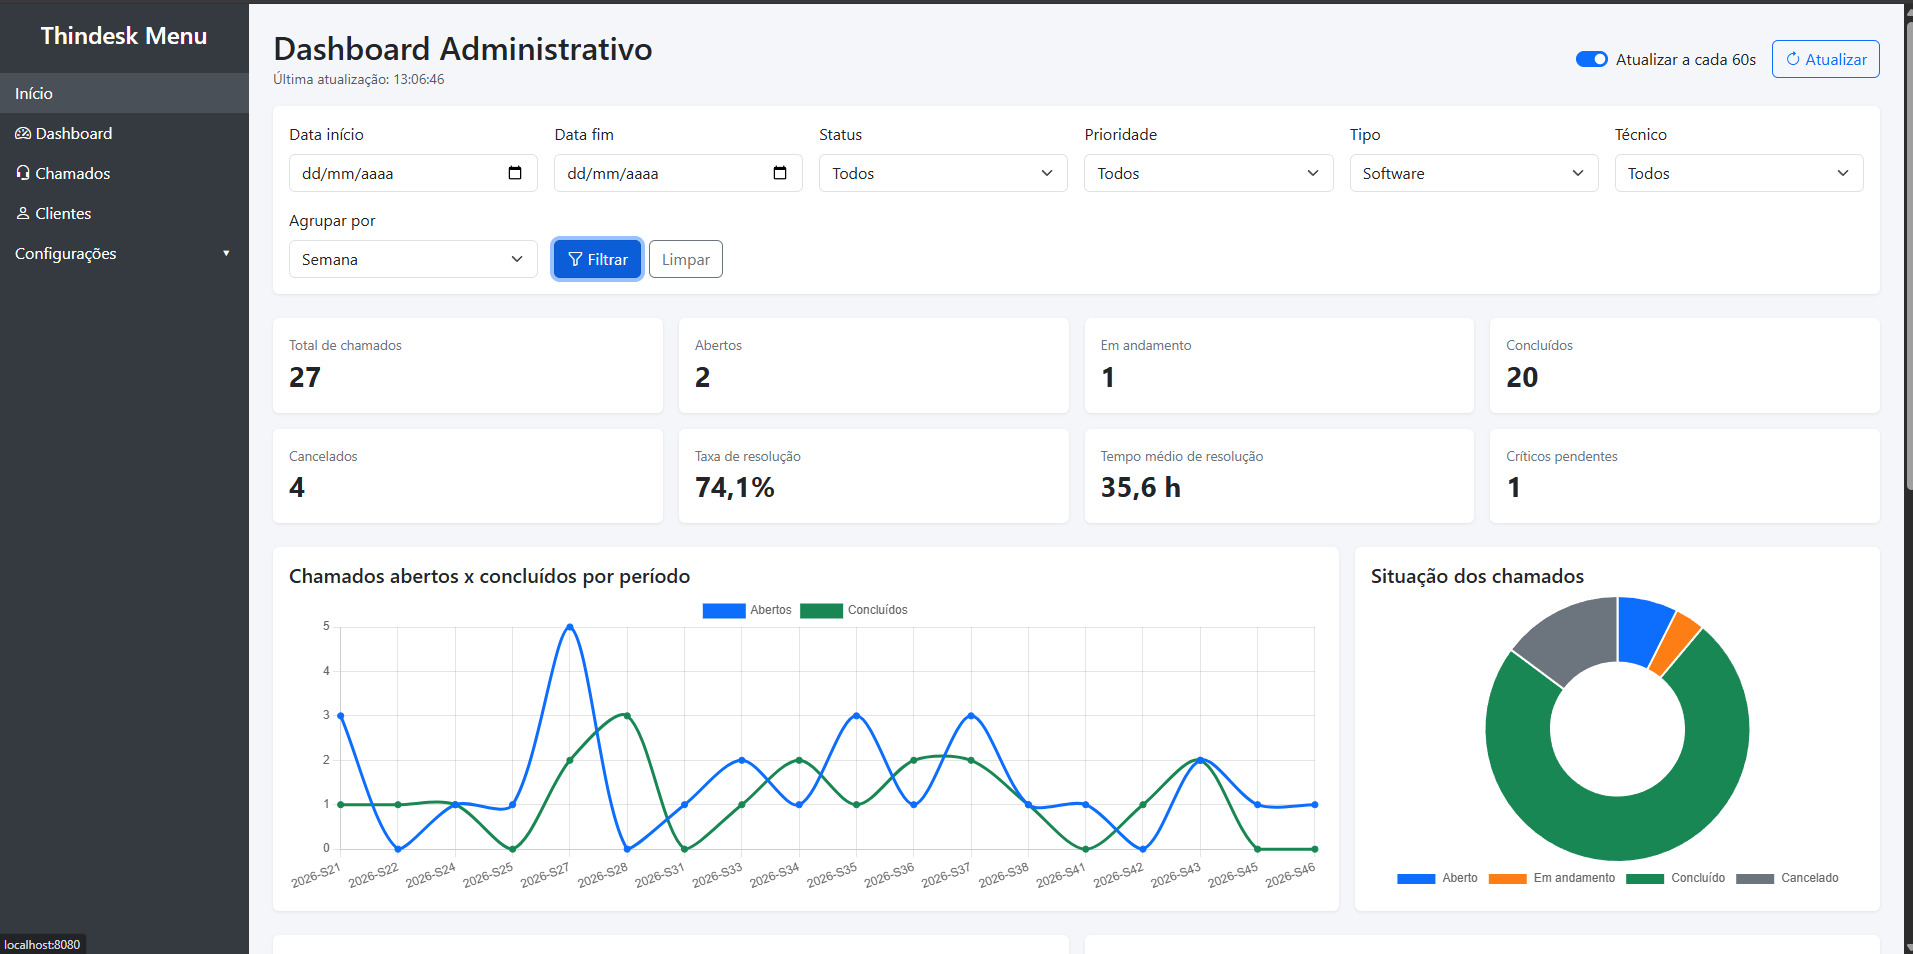 Thindesk Menu
Início
Dashboard
Chamados
Clientes
Configurações
Dashboard Administrativo
Última atualização: 13:06:46
Atualizar a cada 60s
Atualizar
Data início
Data fim
Status
Prioridade
Tipo
Técnico
dd/mm/aaaa
dd/mm/aaaa
Todos
Todos
Software
Todos
Agrupar por
Semana
Filtrar
Limpar
Total de chamados
27
Abertos
2
Em andamento
1
Concluídos
20
Cancelados
4
Taxa de resolução
74,1%
Tempo médio de resolução
35,6 h
Críticos pendentes
1
Chamados abertos x concluídos por período
Abertos Concluídos
5
4
3
2
1
0
2026-S21 2026-S22 2026-S24 2026-S25 2026-S27 2026-S28 2026-S31 2026-S33 2026-S34 2026-S35 2026-S36 2026-S37 2026-S38 2026-S41 2026-S42 2026-S43 2026-S45 2026-S46
Situação dos chamados
Aberto Em andamento Concluído Cancelado
localhost:8080